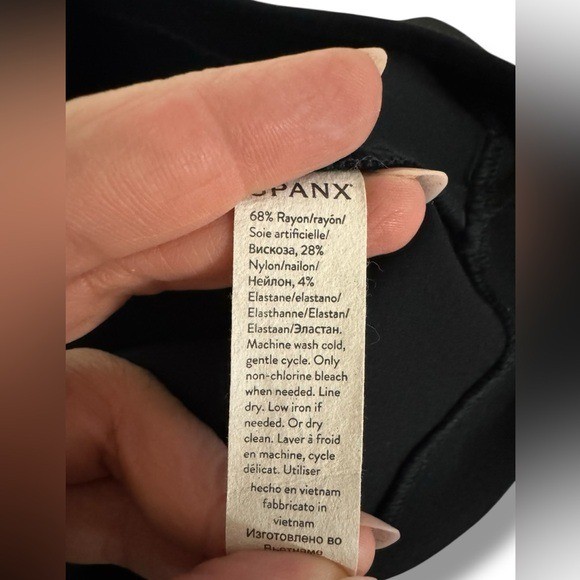 SPANX
68% Rayon/rayón/
Soie artificielle/
Вискоза, 28%
Nylon/nailon/
Нейлон, 4%
Elastane/elastano/
Elasthanne/Elastan/
Elastaan/Эластан.
Machine wash cold,
gentle cycle. Only
non-chlorine bleach
when needed. Line
dry. Low iron if
needed. Or dry
clean. Laver à froid
en machine, cycle
délicat. Utiliser
hecho en vietnam
fabbricato in
vietnam
Изготовлено во
Вьетнаме